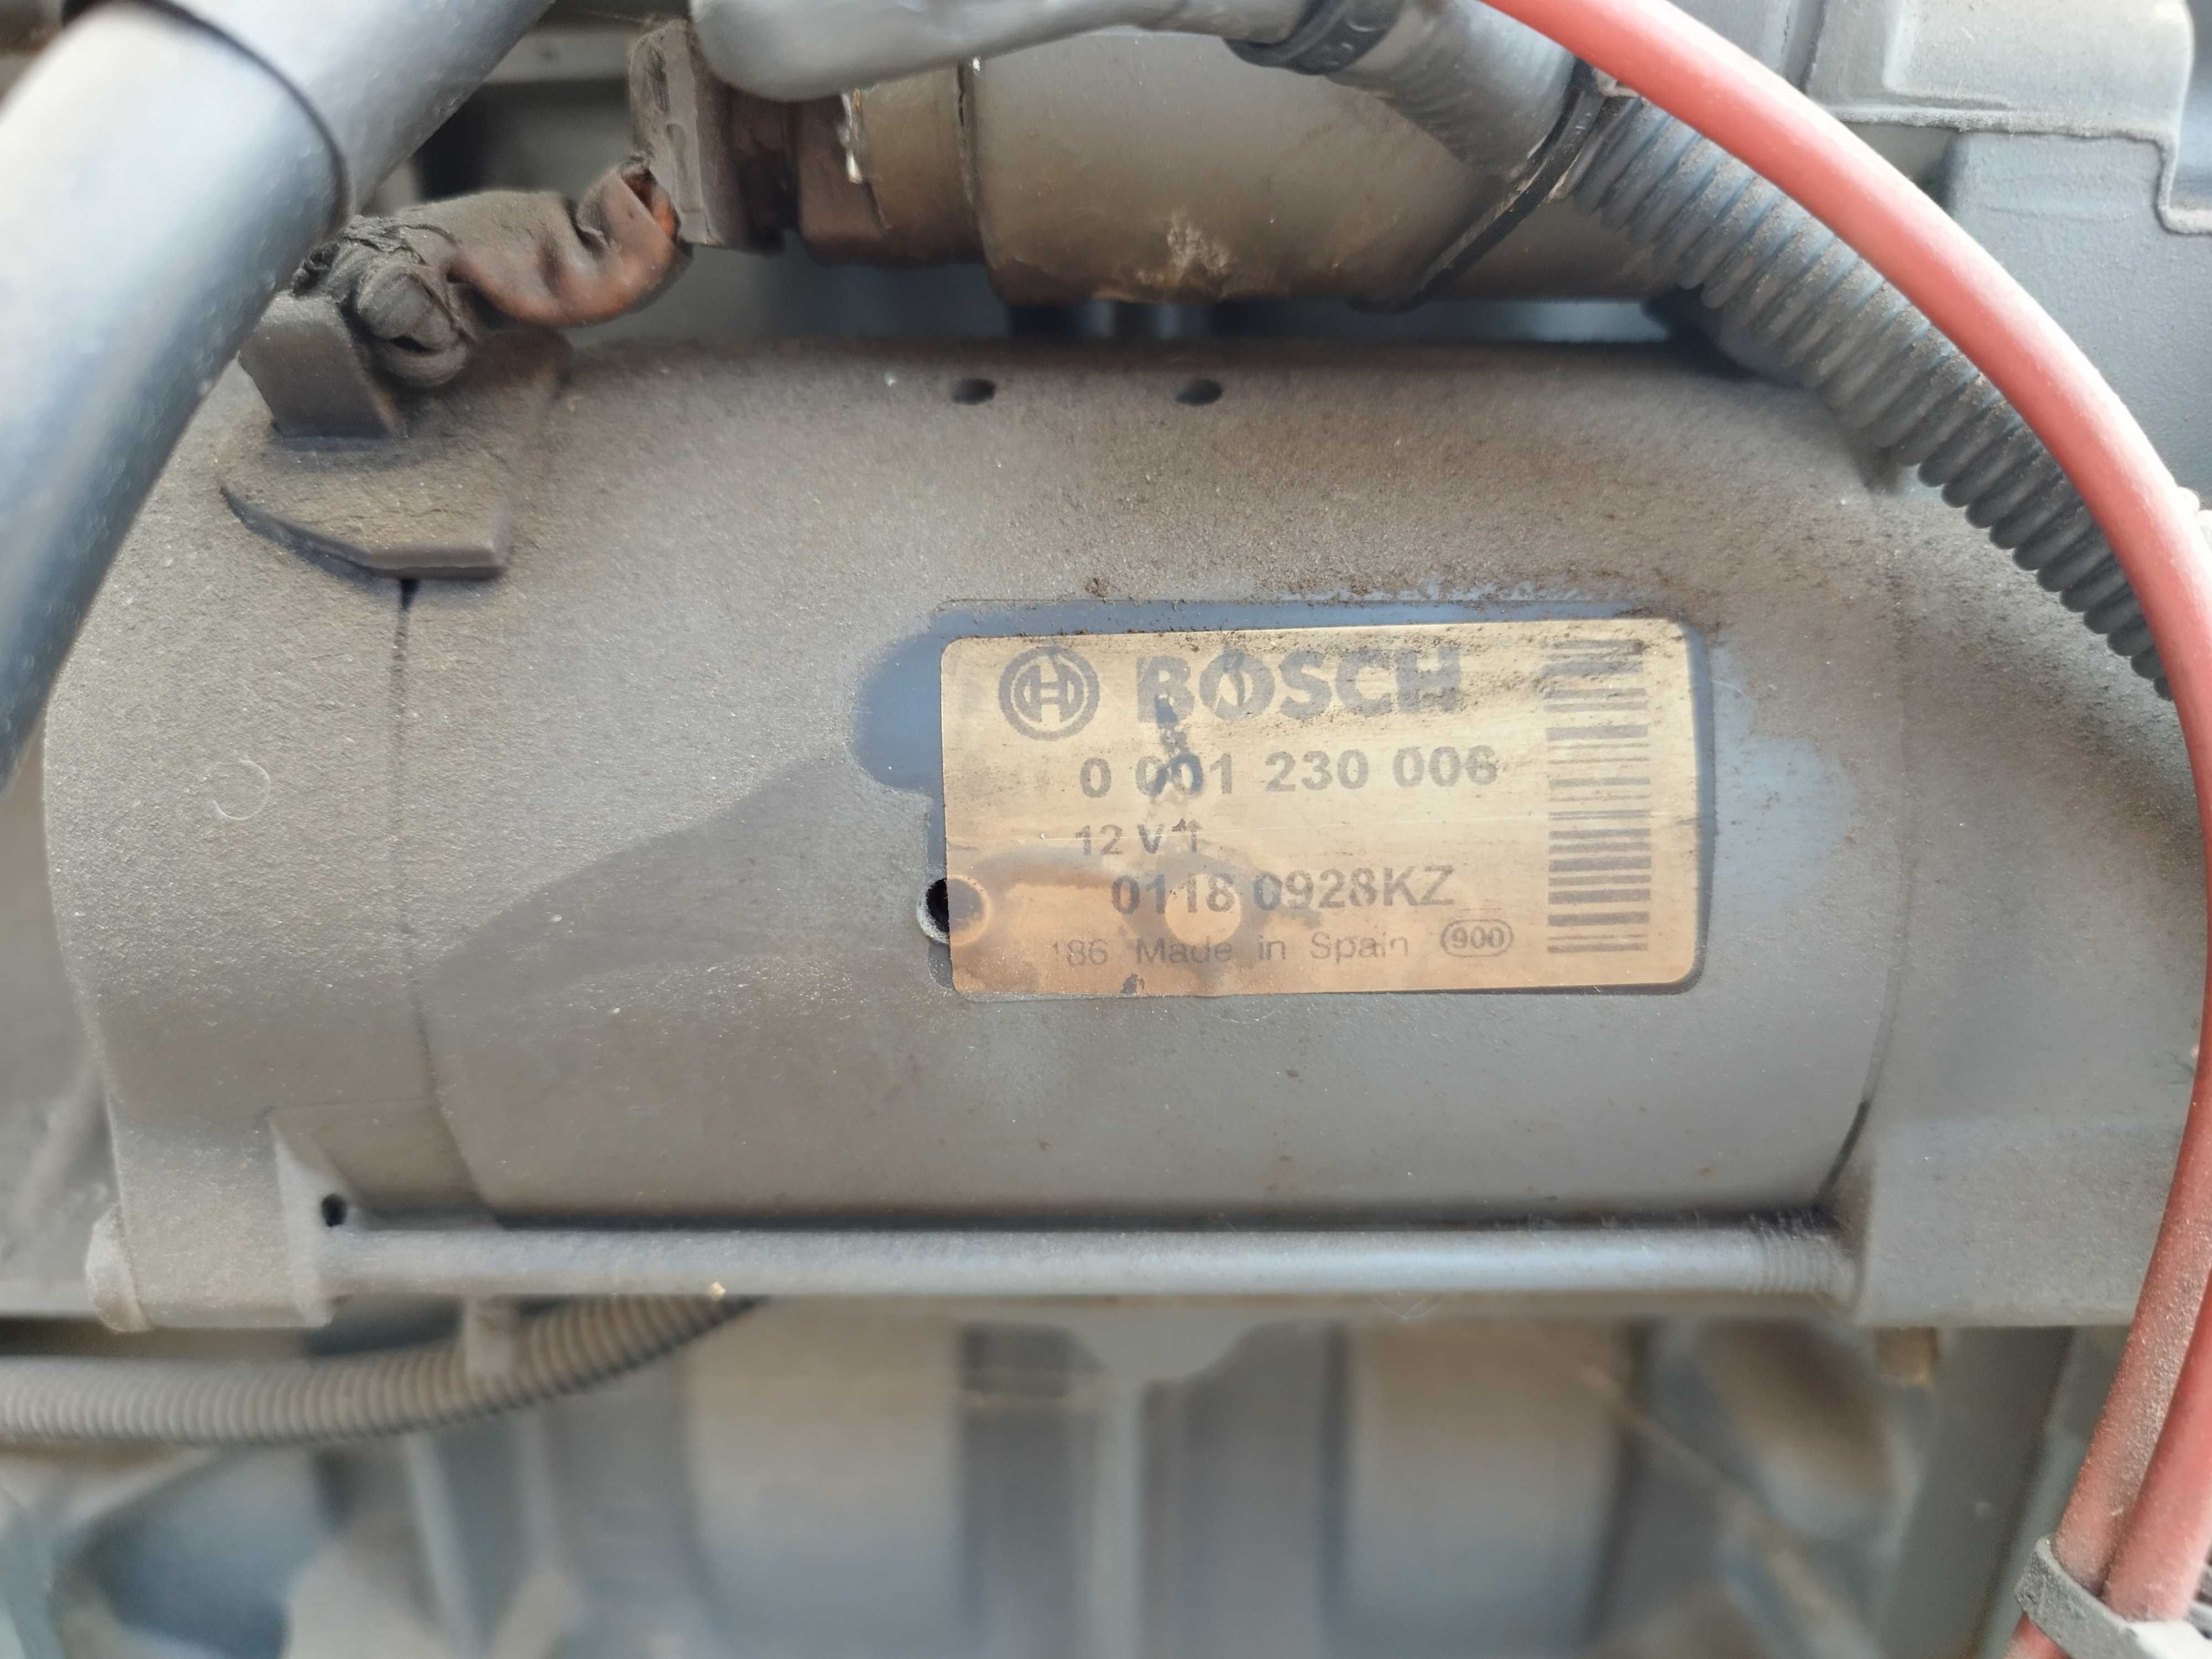 BOSCH
0 001 230 006
12 V
0118 0928KZ
186 Made in Spain 900